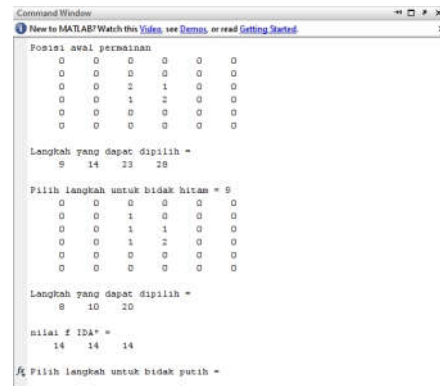 Command Window
New to MATLAB? Watch this Video, see Demos, or read Getting Started.
Posisi awal permainan
0 0 0 0 0 0
0 0 0 0 0 0
0 0 2 1 0 0
0 0 1 2 0 0
0 0 0 0 0 0
0 0 0 0 0 0
Langkah yang dapat dipilih =
9 14 23 28
Pilih langkah untuk bidak hitam = 9
0 0 0 0 0 0
0 0 1 0 0 0
0 0 1 1 0 0
0 0 1 2 0 0
0 0 0 0 0 0
0 0 0 0 0 0
Langkah yang dapat dipilih =
8 10 20
nilai f IDA* =
14 14 14
fx Pilih langkah untuk bidak putih =